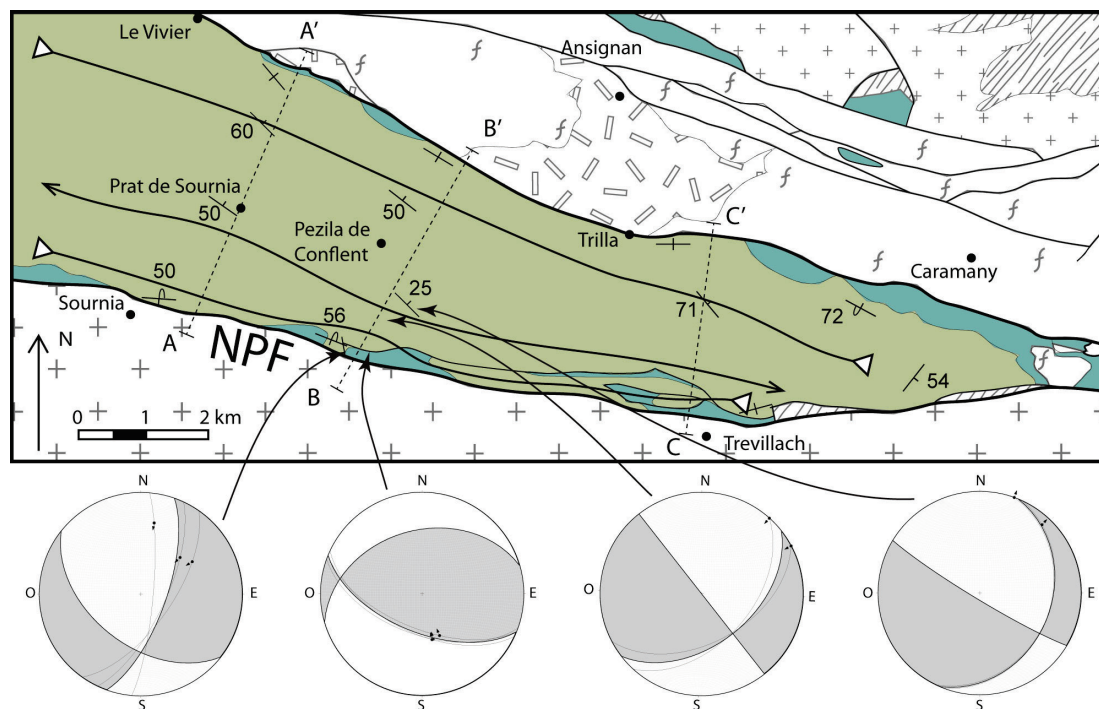 Le Vivier
A'
Ansignan
60
B'
Prat de Sournia
50
50
Pezila de
Conflent
C'
Trilla
Caramany
50
25
Sournia
56
71
72
N
A
NPF
B
54
0 1 2 km
C
Trevillach
N
N
N
N
O
E
O
E
O
E
O
E
S
S
S
S